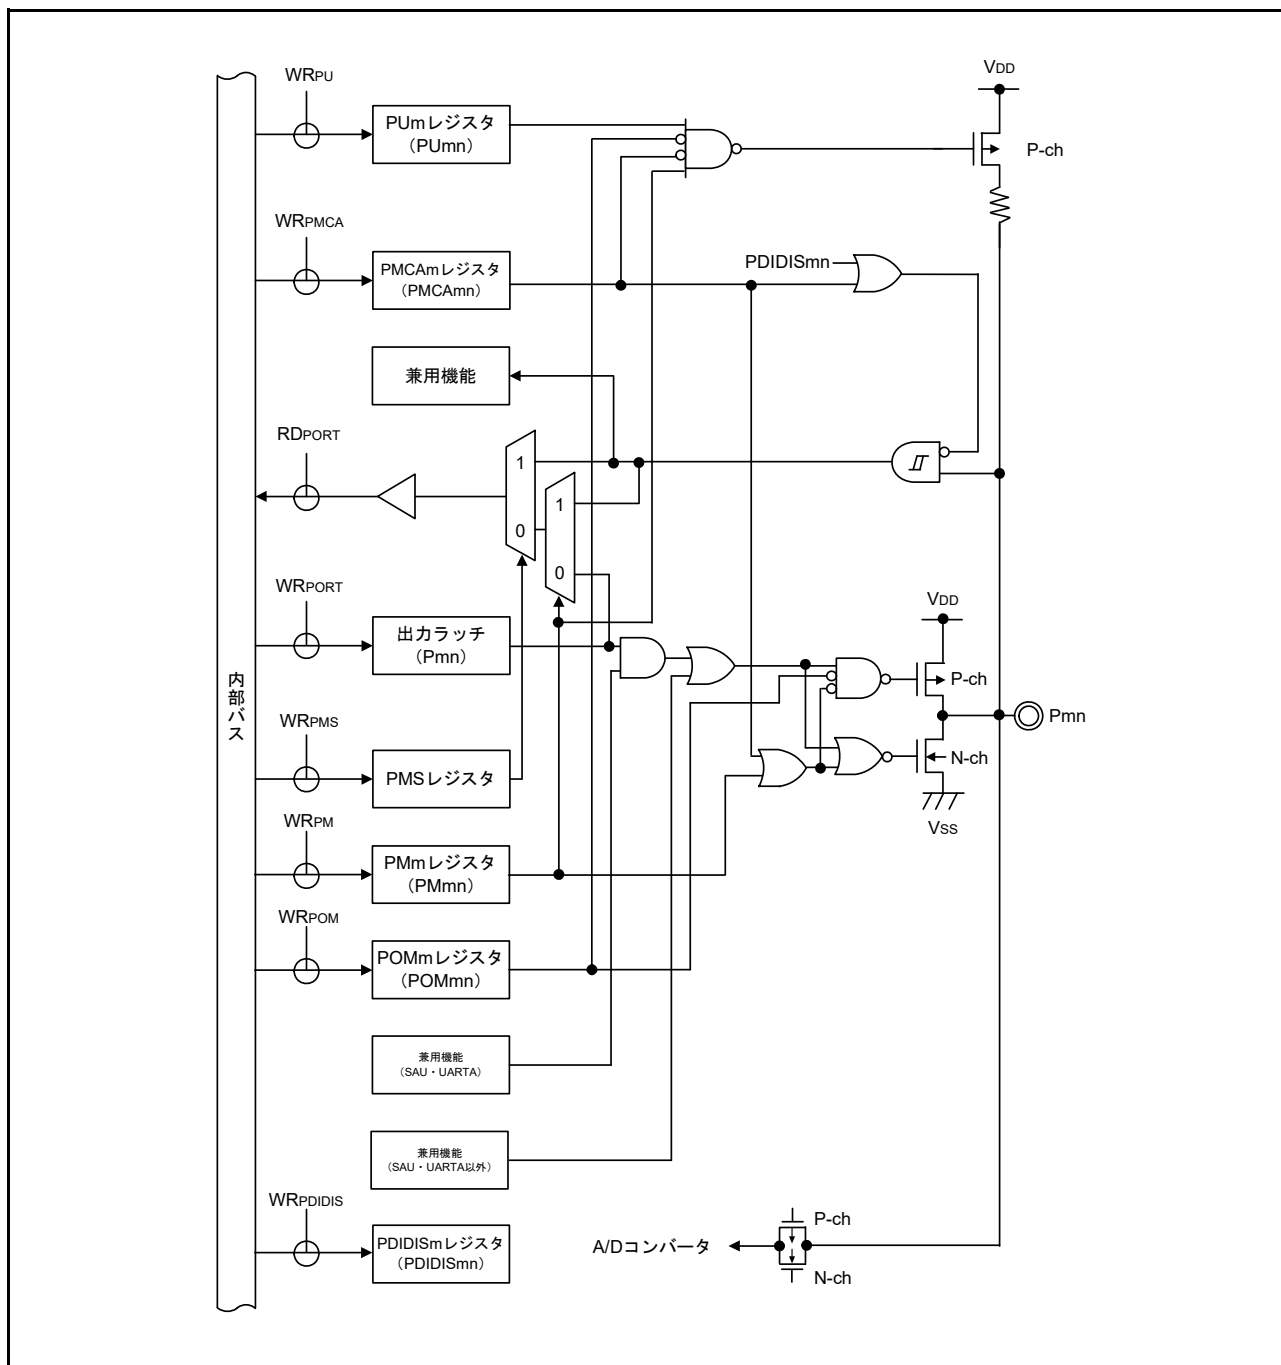 WRPU
PUmレジスタ
(PUmn)
VDD
P-ch
WRPMCA
PMCAmレジスタ
(PMCAmn)
PDIDISmn
兼用機能
RDPORT
1
0
1
0
WRPORT
出力ラッチ
(Pmn)
VDD
P-ch
Pmn
N-ch
VSS
内部バス
WRPMS
PMSレジスタ
WRPM
PMmレジスタ
(PMmn)
WRPOM
POMmレジスタ
(POMmn)
兼用機能
(SAU・UARTA)
兼用機能
(SAU・UARTA以外)
WRPDIDIS
PDIDISmレジスタ
(PDIDISmn)
A/Dコンバータ
P-ch
N-ch